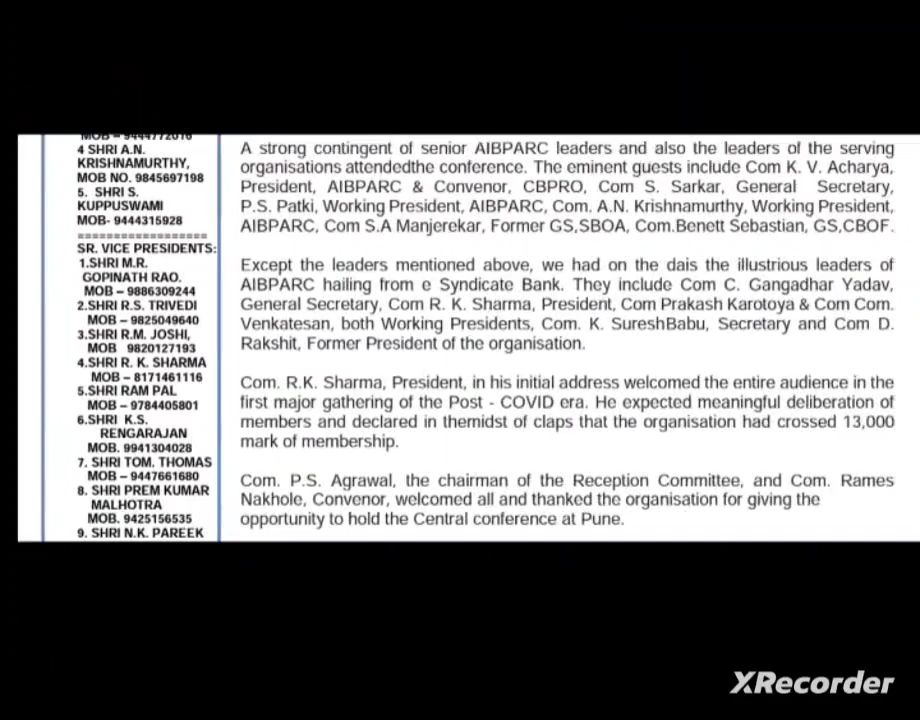 MOB – 9444772016
4 SHRI A.N.
KRISHNAMURTHY,
MOB NO. 9845697198
5. SHRI S.
KUPPUSWAMI
MOB- 9444315928
==================
SR. VICE PRESIDENTS:
1.SHRI M.R.
GOPINATH RAO.
MOB – 9886309244
2.SHRI R.S. TRIVEDI
MOB – 9825049640
3.SHRI R.M. JOSHI,
MOB 9820127193
4.SHRI R. K. SHARMA
MOB – 8171461116
5.SHRI RAM PAL
MOB – 9784405801
6.SHRI K.S.
RENGARAJAN
MOB. 9941304028
7. SHRI TOM. THOMAS
MOB – 9447661680
8. SHRI PREM KUMAR
MALHOTRA
MOB. 9425156535
9. SHRI N.K. PAREEK
A strong contingent of senior AIBPARC leaders and also the leaders of the serving
organisations attendedthe conference. The eminent guests include Com K. V. Acharya,
President, AIBPARC & Convenor, CBPRO, Com S. Sarkar, General Secretary,
P.S. Patki, Working President, AIBPARC, Com. A.N. Krishnamurthy, Working President,
AIBPARC, Com S.A Manjerekar, Former GS,SBOA, Com.Benett Sebastian, GS,CBOF.
Except the leaders mentioned above, we had on the dais the illustrious leaders of
AIBPARC hailing from e Syndicate Bank. They include Com C. Gangadhar Yadav,
General Secretary, Com R. K. Sharma, President, Com Prakash Karotoya & Com Com.
Venkatesan, both Working Presidents, Com. K. SureshBabu, Secretary and Com D.
Rakshit, Former President of the organisation.
Com. R.K. Sharma, President, in his initial address welcomed the entire audience in the
first major gathering of the Post - COVID era. He expected meaningful deliberation of
members and declared in themidst of claps that the organisation had crossed 13,000
mark of membership.
Com. P.S. Agrawal, the chairman of the Reception Committee, and Com. Rames
Nakhole, Convenor, welcomed all and thanked the organisation for giving the
opportunity to hold the Central conference at Pune.
XRecorder